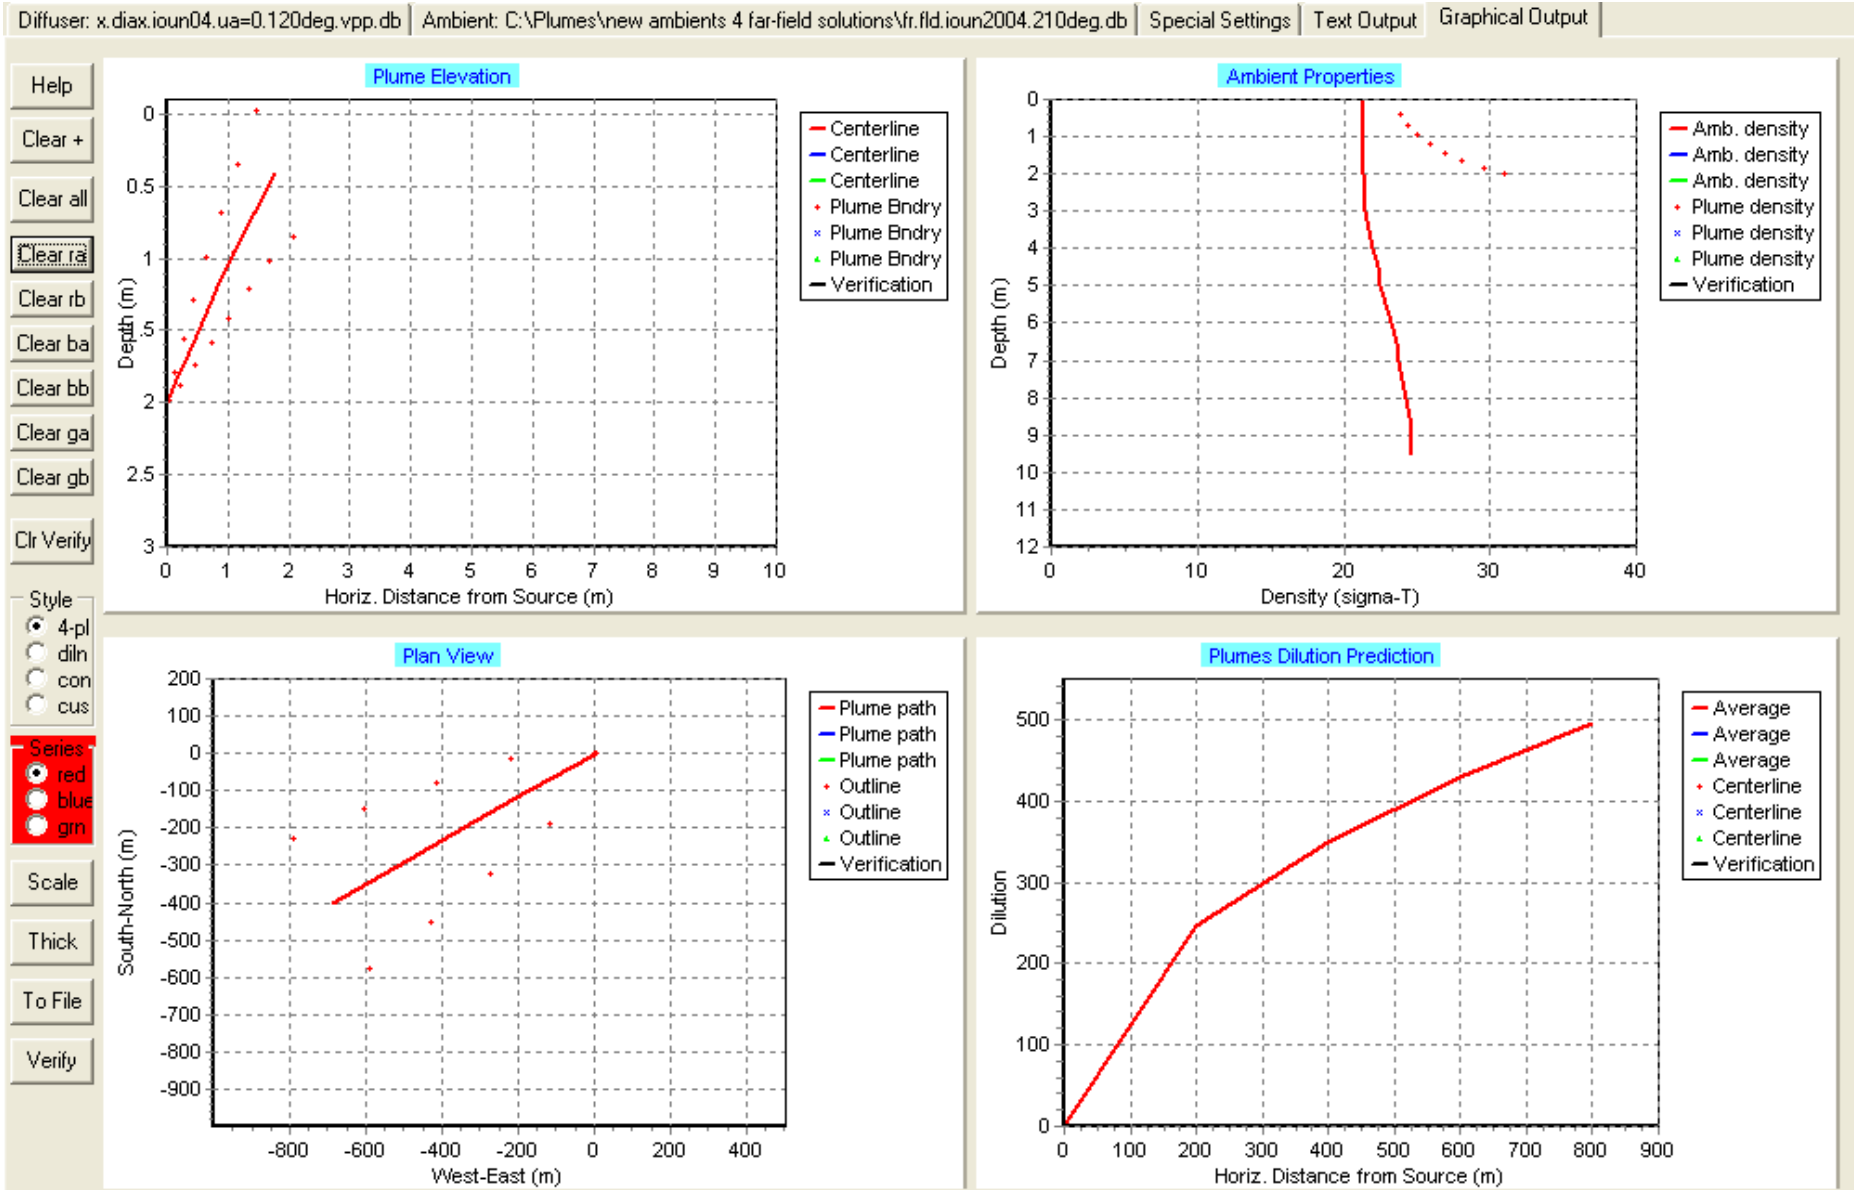 Diffuser: x.diax.ioun04.ua=0.120deg.vpp.db
Ambient: C:\Plumes\new ambients 4 far-field solutions\fr.fld.ioun2004.210deg.db
Special Settings
Text Output
Graphical Output
Help
Clear +
Clear all
Clear ra
Clear rb
Clear ba
Clear bb
Clear ga
Clear gb
Clr Verify
Style
4-pl
diln
con
cus
Series
red
blue
grn
Scale
Thick
To File
Verify
Plume Elevation
Depth (m)
0
0.5
1
1.5
2
2.5
3
0 1 2 3 4 5 6 7 8 9 10
Horiz. Distance from Source (m)
Centerline
Centerline
Centerline
Plume Bndry
Plume Bndry
Plume Bndry
Verification
Ambient Properties
Depth (m)
0
1
2
3
4
5
6
7
8
9
10
11
12
0 10 20 30 40
Density (sigma-T)
Amb. density
Amb. density
Amb. density
Plume density
Plume density
Plume density
Verification
Plan View
South-North (m)
200
100
0
-100
-200
-300
-400
-500
-600
-700
-800
-900
-800 -600 -400 -200 0 200 400
West-East (m)
Plume path
Plume path
Plume path
Outline
Outline
Outline
Verification
Plumes Dilution Prediction
Dilution
500
400
300
200
100
0
0 100 200 300 400 500 600 700 800 900
Horiz. Distance from Source (m)
Average
Average
Average
Centerline
Centerline
Centerline
Verification